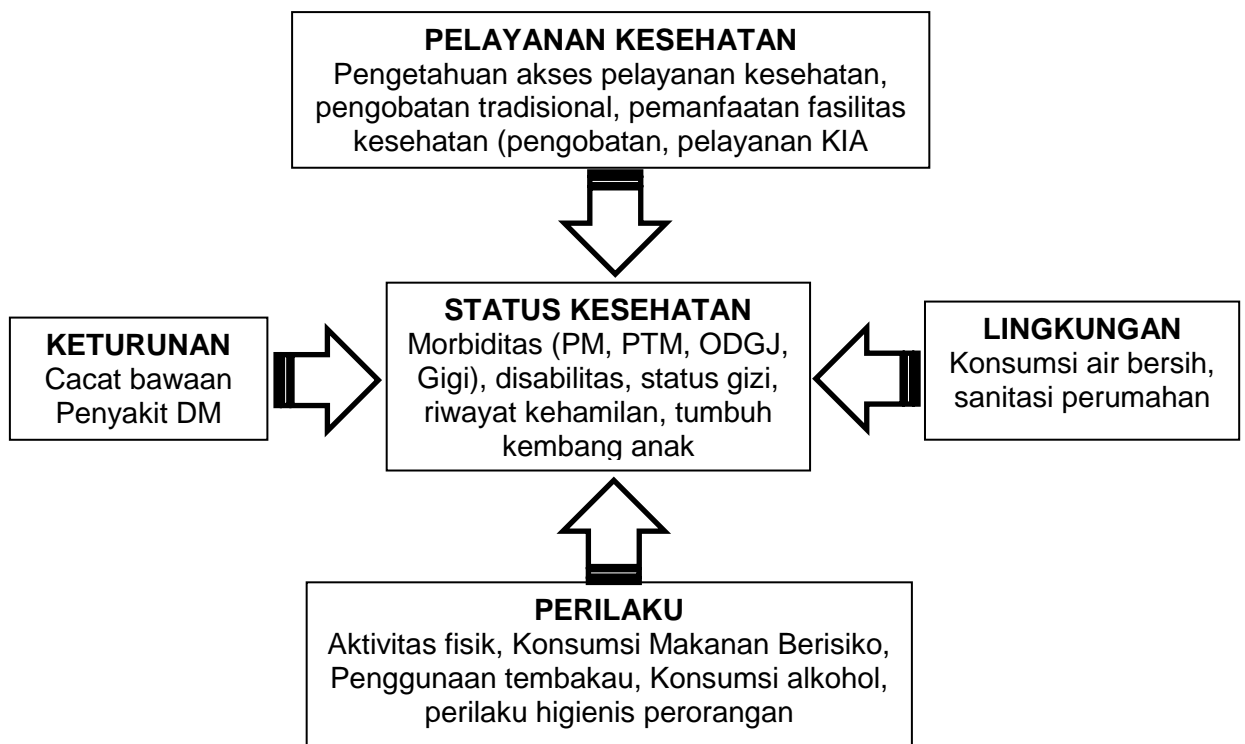 PELAYANAN KESEHATAN
Pengetahuan akses pelayanan kesehatan,
pengobatan tradisional, pemanfaatan fasilitas
kesehatan (pengobatan, pelayanan KIA
KETURUNAN
Cacat bawaan
Penyakit DM
STATUS KESEHATAN
Morbiditas (PM, PTM, ODGJ,
Gigi), disabilitas, status gizi,
riwayat kehamilan, tumbuh
kembang anak
LINGKUNGAN
Konsumsi air bersih,
sanitasi perumahan
PERILAKU
Aktivitas fisik, Konsumsi Makanan Berisiko,
Penggunaan tembakau, Konsumsi alkohol,
perilaku higienis perorangan